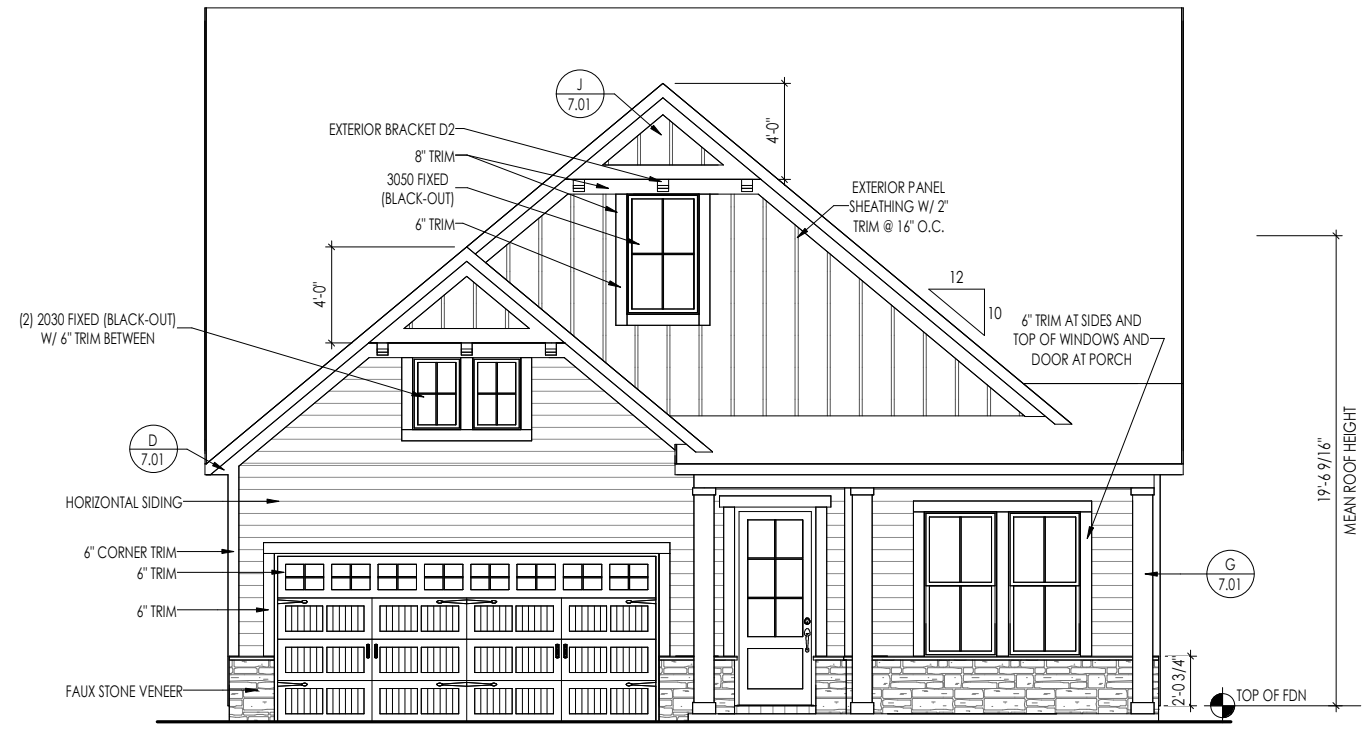 J
7.01
EXTERIOR BRACKET D2
8" TRIM
3050 FIXED
(BLACK-OUT)
6" TRIM
4'-0"
EXTERIOR PANEL
SHEATHING W/ 2"
TRIM @ 16" O.C.
12
10
4'-0"
(2) 2030 FIXED (BLACK-OUT)
W/ 6" TRIM BETWEEN
6" TRIM AT SIDES AND
TOP OF WINDOWS AND
DOOR AT PORCH
D
7.01
HORIZONTAL SIDING
6" CORNER TRIM
6" TRIM
6" TRIM
FAUX STONE VENEER
19'-6 9/16"
MEAN ROOF HEIGHT
G
7.01
2'-0 3/4"
TOP OF FDN